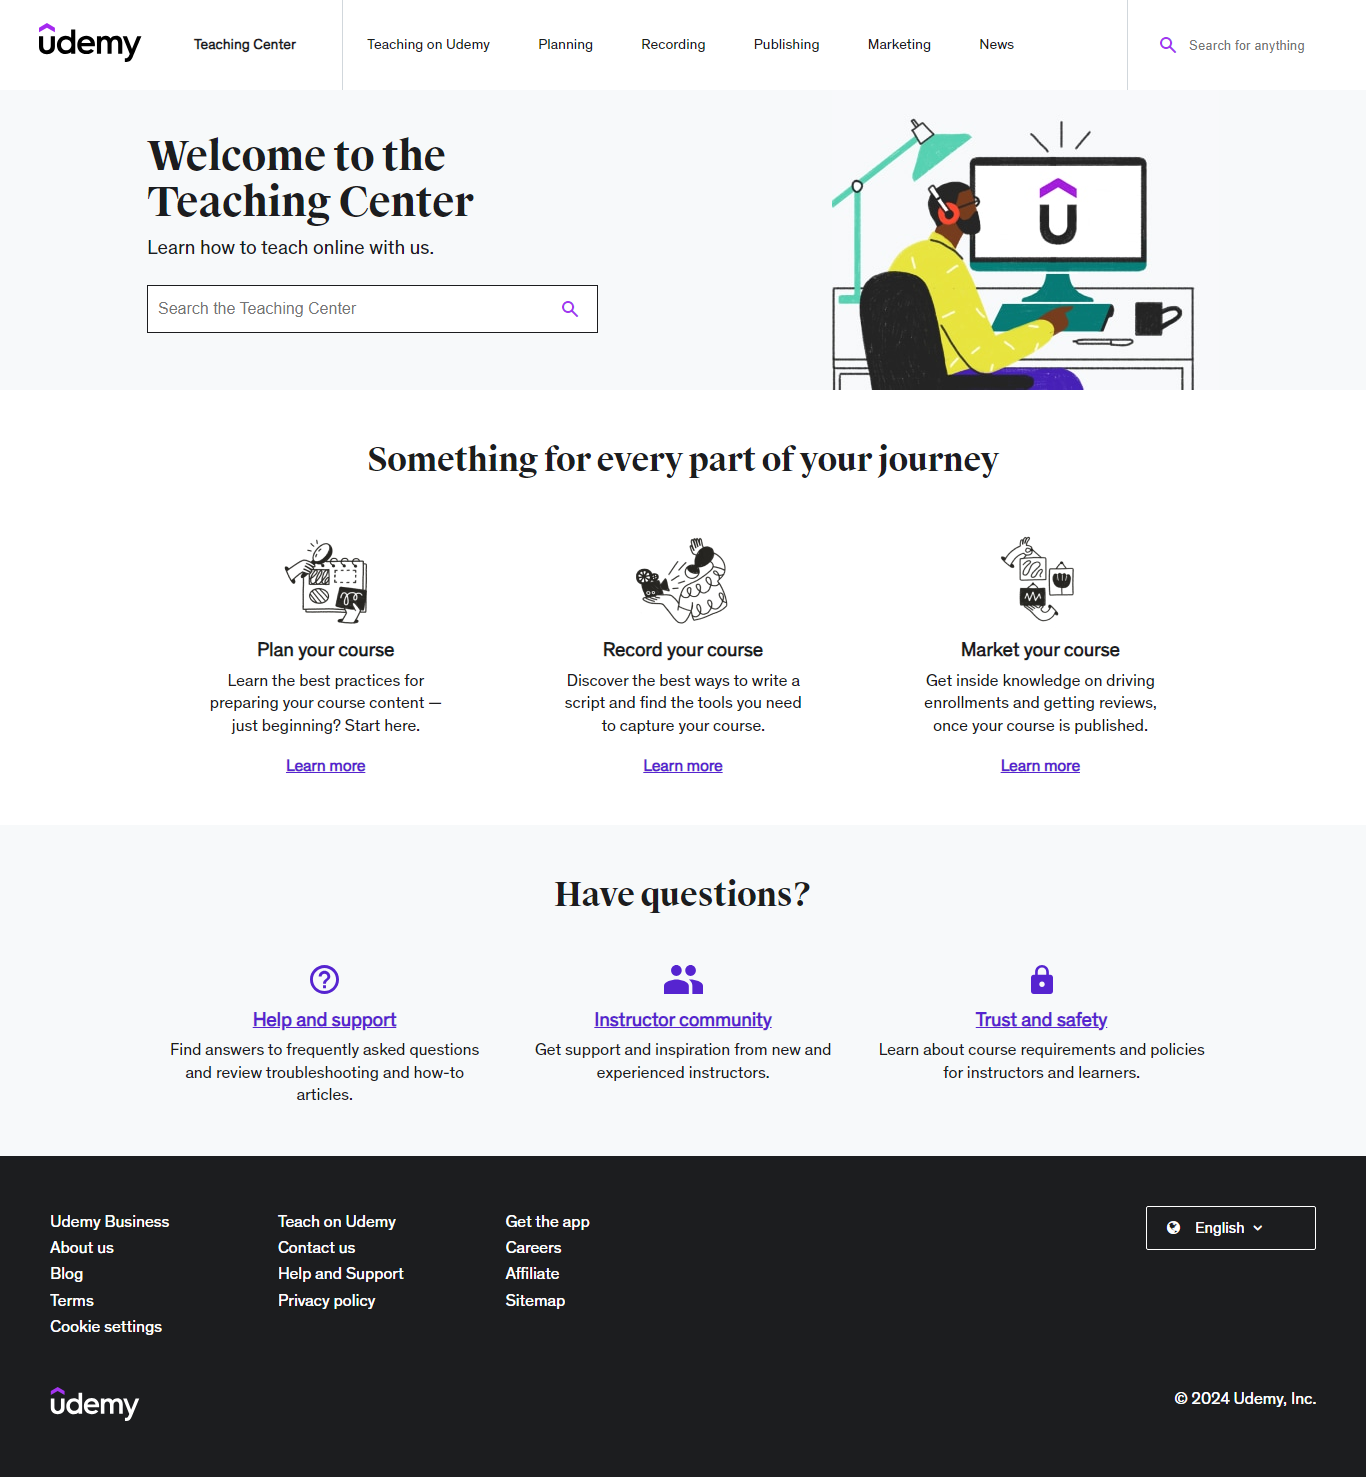 udemy
Teaching Center
Teaching on Udemy
Planning
Recording
Publishing
Marketing
News
Search for anything
Welcome to the
Teaching Center
Learn how to teach online with us.
Search the Teaching Center
Something for every part of your journey
Plan your course
Learn the best practices for
preparing your course content —
just beginning? Start here.
Learn more
Record your course
Discover the best ways to write a
script and find the tools you need
to capture your course.
Learn more
Market your course
Get inside knowledge on driving
enrollments and getting reviews,
once your course is published.
Learn more
Have questions?
Help and support
Find answers to frequently asked questions
and review troubleshooting and how-to
articles.
Instructor community
Get support and inspiration from new and
experienced instructors.
Trust and safety
Learn about course requirements and policies
for instructors and learners.
Udemy Business
About us
Blog
Terms
Cookie settings
Teach on Udemy
Contact us
Help and Support
Privacy policy
Get the app
Careers
Affiliate
Sitemap
English
udemy
© 2024 Udemy, Inc.